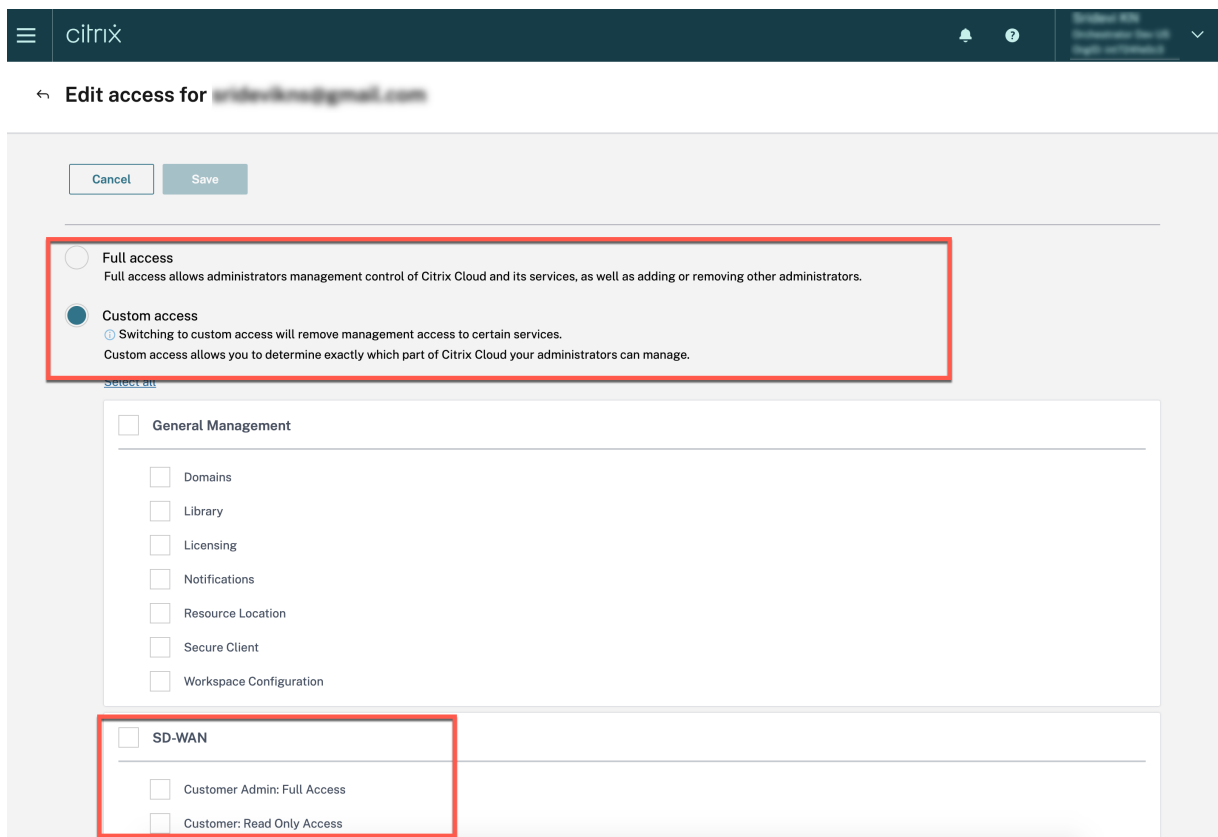 citrix
Edit access for
Cancel
Save
Full access
Full access allows administrators management control of Citrix Cloud and its services, as well as adding or removing other administrators.
Custom access
Switching to custom access will remove management access to certain services.
Custom access allows you to determine exactly which part of Citrix Cloud your administrators can manage.
Select all
General Management
Domains
Library
Licensing
Notifications
Resource Location
Secure Client
Workspace Configuration
SD-WAN
Customer Admin: Full Access
Customer: Read Only Access